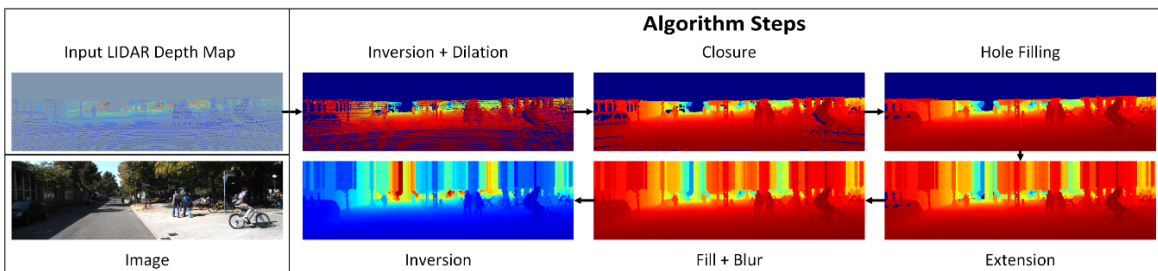 Algorithm Steps
Input LIDAR Depth Map
Inversion + Dilation
Closure
Hole Filling
Image
Inversion
Fill + Blur
Extension